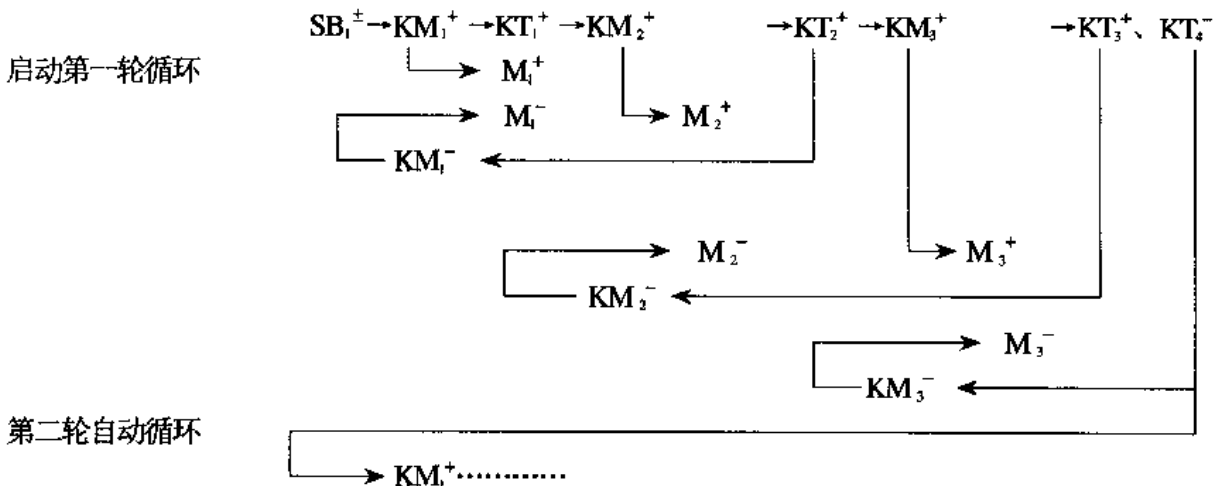 SB₁± → KM₁⁺ → KT₁⁺ → KM₂⁺ → KT₂⁺ → KM₃⁺ → KT₃⁺、KT₄⁻
启动第一轮循环
M₁⁺
M₁⁻ M₂⁺
KM₁⁻
M₂⁻ M₃⁺
KM₂⁻
M₃⁻
KM₃⁻
第二轮自动循环
KM₁⁺············